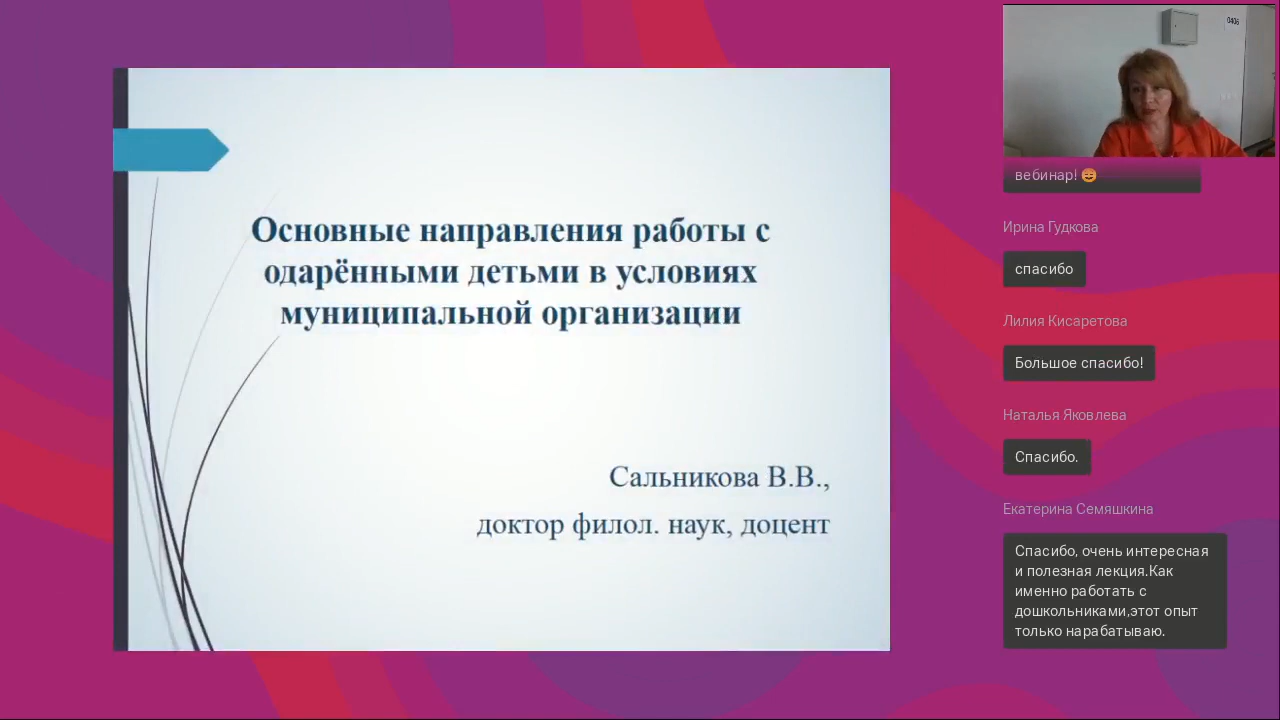 Основные направления работы с
одарёнными детьми в условиях
муниципальной организации
Сальникова В.В.,
доктор филол. наук, доцент
0406
вебинар! 😊
Ирина Гудкова
спасибо
Лилия Кисаретова
Большое спасибо!
Наталья Яковлева
Спасибо.
Екатерина Семяшкина
Спасибо, очень интересная
и полезная лекция.Как
именно работать с
дошкольниками,этот опыт
только нарабатываю.